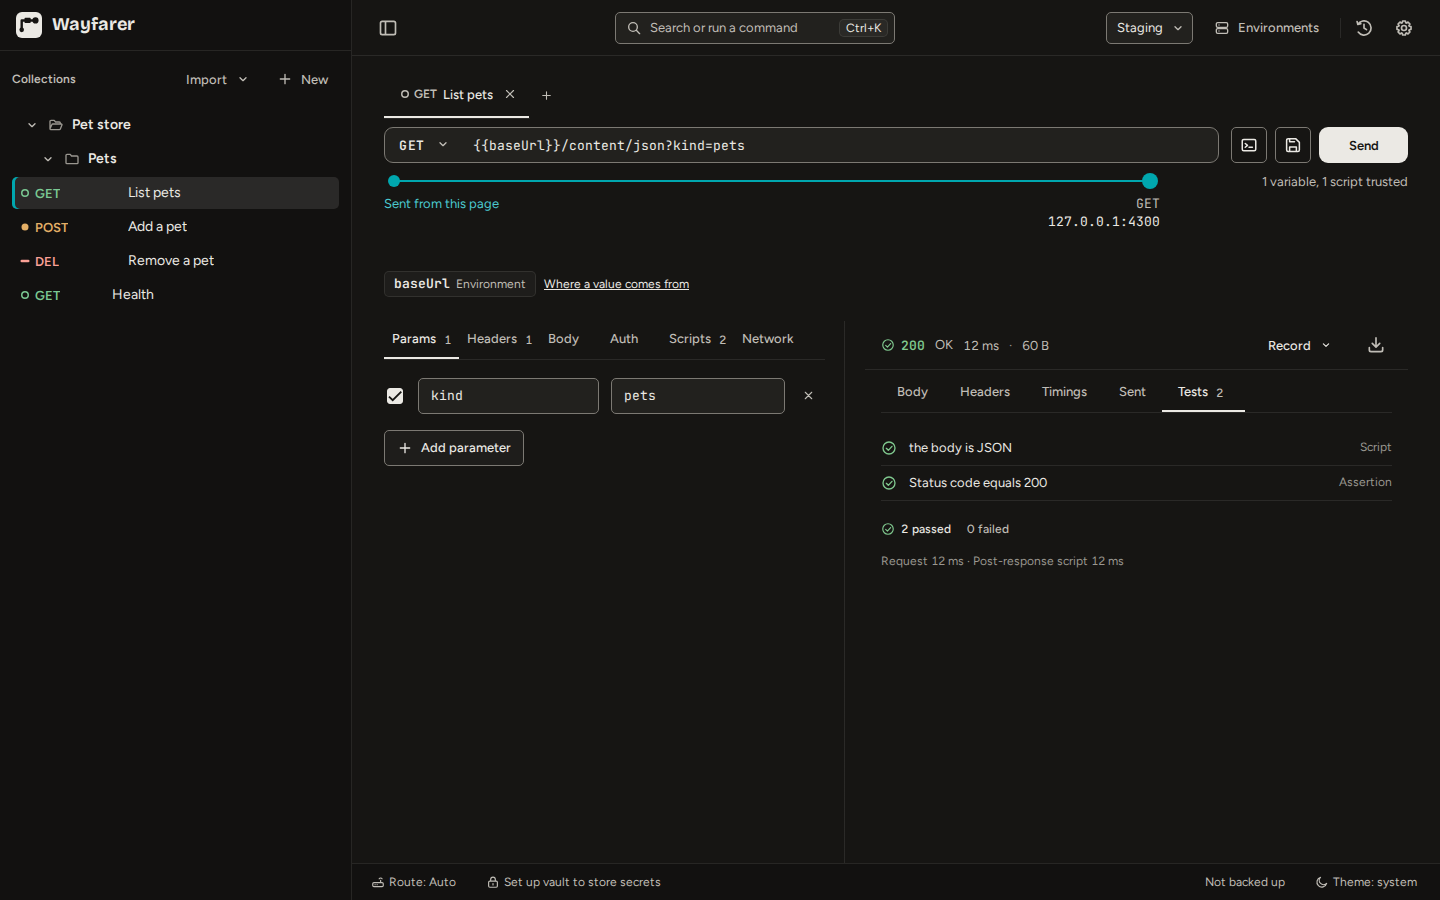 Wayfarer
Search or run a command Ctrl+K
Staging
Environments
Collections Import New
Pet store
Pets
GET List pets
POST Add a pet
DEL Remove a pet
GET Health
GET List pets
GET {{baseUrl}}/content/json?kind=pets
Send
Sent from this page
GET
127.0.0.1:4300
1 variable, 1 script trusted
baseUrl Environment Where a value comes from
Params 1 Headers 1 Body Auth Scripts 2 Network
kind pets
Add parameter
200 OK 12 ms · 60 B Record
Body Headers Timings Sent Tests 2
the body is JSON Script
Status code equals 200 Assertion
2 passed 0 failed
Request 12 ms · Post-response script 12 ms
Route: Auto Set up vault to store secrets Not backed up Theme: system